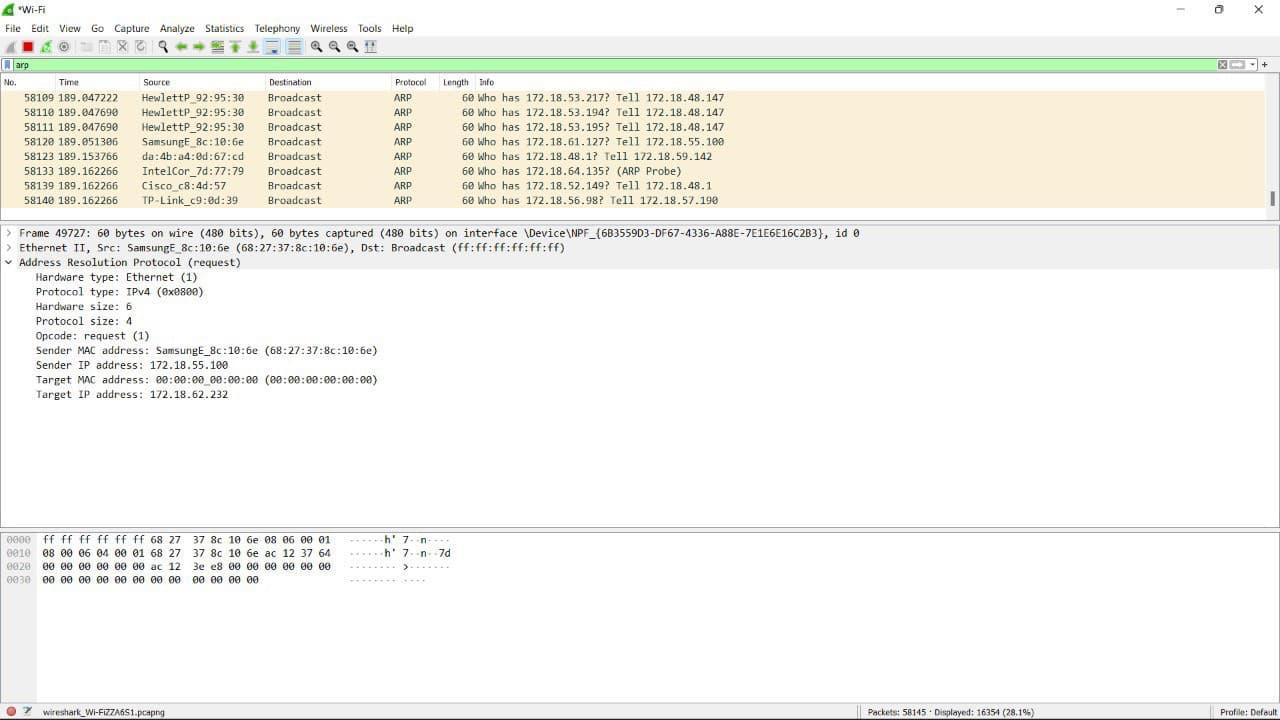 *Wi-Fi
File Edit View Go Capture Analyze Statistics Telephony Wireless Tools Help
arp
No. Time Source Destination Protocol Length Info
58109 189.047222 HewlettP_92:95:30 Broadcast ARP 60 Who has 172.18.53.217? Tell 172.18.48.147
58110 189.047690 HewlettP_92:95:30 Broadcast ARP 60 Who has 172.18.53.194? Tell 172.18.48.147
58111 189.047690 HewlettP_92:95:30 Broadcast ARP 60 Who has 172.18.53.195? Tell 172.18.48.147
58120 189.051306 SamsungE_8c:10:6e Broadcast ARP 60 Who has 172.18.61.127? Tell 172.18.55.100
58123 189.153766 da:4b:a4:0d:67:cd Broadcast ARP 60 Who has 172.18.48.1? Tell 172.18.59.142
58133 189.162266 IntelCor_7d:77:79 Broadcast ARP 60 Who has 172.18.64.135? (ARP Probe)
58139 189.162266 Cisco_c8:4d:57 Broadcast ARP 60 Who has 172.18.52.149? Tell 172.18.48.1
58140 189.162266 TP-Link_c9:0d:39 Broadcast ARP 60 Who has 172.18.56.98? Tell 172.18.57.190
Frame 49727: 60 bytes on wire (480 bits), 60 bytes captured (480 bits) on interface \Device\NPF_{6B3559D3-DF67-4336-A88E-7E1E6E16C2B3}, id 0
Ethernet II, Src: SamsungE_8c:10:6e (68:27:37:8c:10:6e), Dst: Broadcast (ff:ff:ff:ff:ff:ff)
Address Resolution Protocol (request)
Hardware type: Ethernet (1)
Protocol type: IPv4 (0x0800)
Hardware size: 6
Protocol size: 4
Opcode: request (1)
Sender MAC address: SamsungE_8c:10:6e (68:27:37:8c:10:6e)
Sender IP address: 172.18.55.100
Target MAC address: 00:00:00_00:00:00 (00:00:00:00:00:00)
Target IP address: 172.18.62.232
0000 ff ff ff ff ff ff 68 27 37 8c 10 6e 08 06 00 01 ······h' 7··n····
0010 08 00 06 04 00 01 68 27 37 8c 10 6e ac 12 37 64 ······h' 7··n··7d
0020 00 00 00 00 00 00 ac 12 3e e8 00 00 00 00 00 00 ········ >·······
0030 00 00 00 00 00 00 00 00 00 00 00 00 ········ ····
wireshark_Wi-FiZZA6S1.pcapng Packets: 58145 · Displayed: 16354 (28.1%) Profile: Default